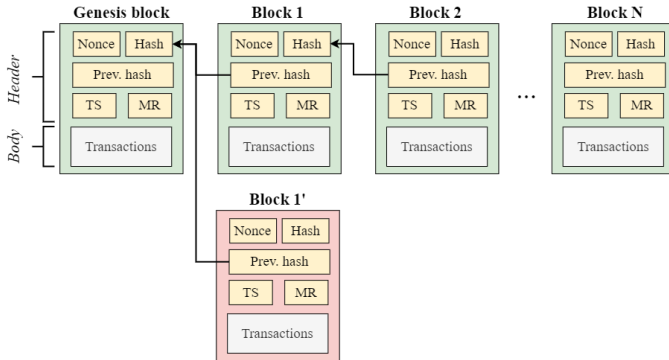 Genesis block
Block 1
Block 2
Block N
Header
Body
Nonce
Hash
Prev. hash
TS
MR
Transactions
Nonce
Hash
Prev. hash
TS
MR
Transactions
Nonce
Hash
Prev. hash
TS
MR
Transactions
...
Nonce
Hash
Prev. hash
TS
MR
Transactions
Block 1'
Nonce
Hash
Prev. hash
TS
MR
Transactions